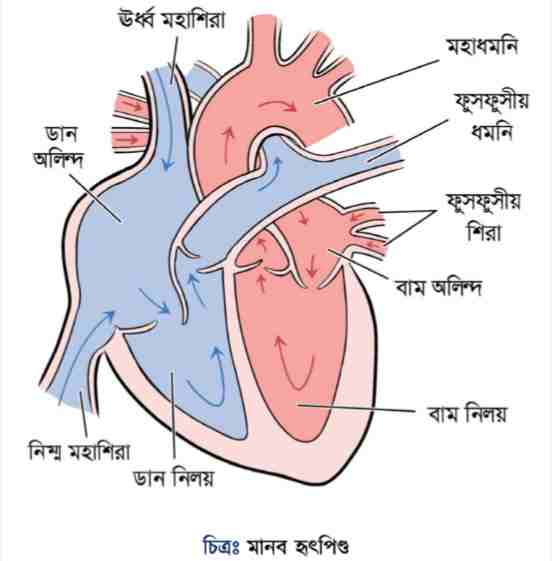 ঊর্ধ্ব মহাশিরা
মহাধমনি
ফুসফুসীয়
ধমনি
ডান
অলিন্দ
ফুসফুসীয়
শিরা
বাম অলিন্দ
বাম নিলয়
নিম্ম মহাশিরা
ডান নিলয়
চিত্রঃ মানব হৃৎপিণ্ড